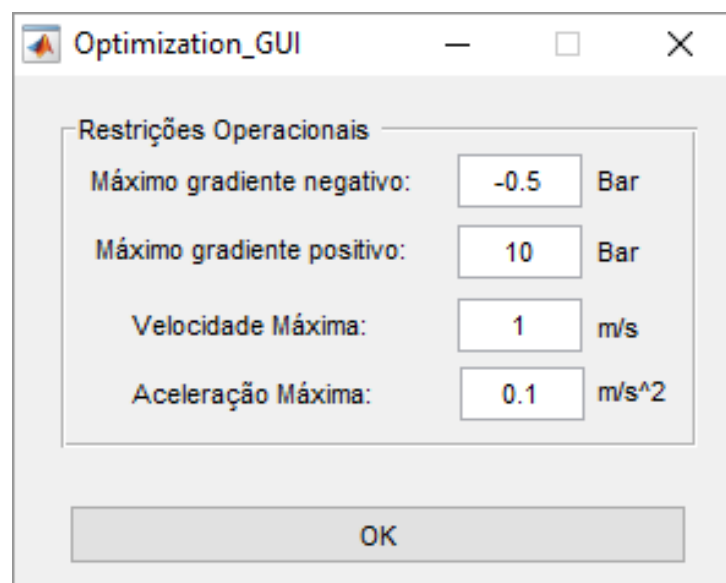 Optimization_GUI
Restrições Operacionais
Máximo gradiente negativo: -0.5 Bar
Máximo gradiente positivo: 10 Bar
Velocidade Máxima: 1 m/s
Aceleração Máxima: 0.1 m/s^2
OK